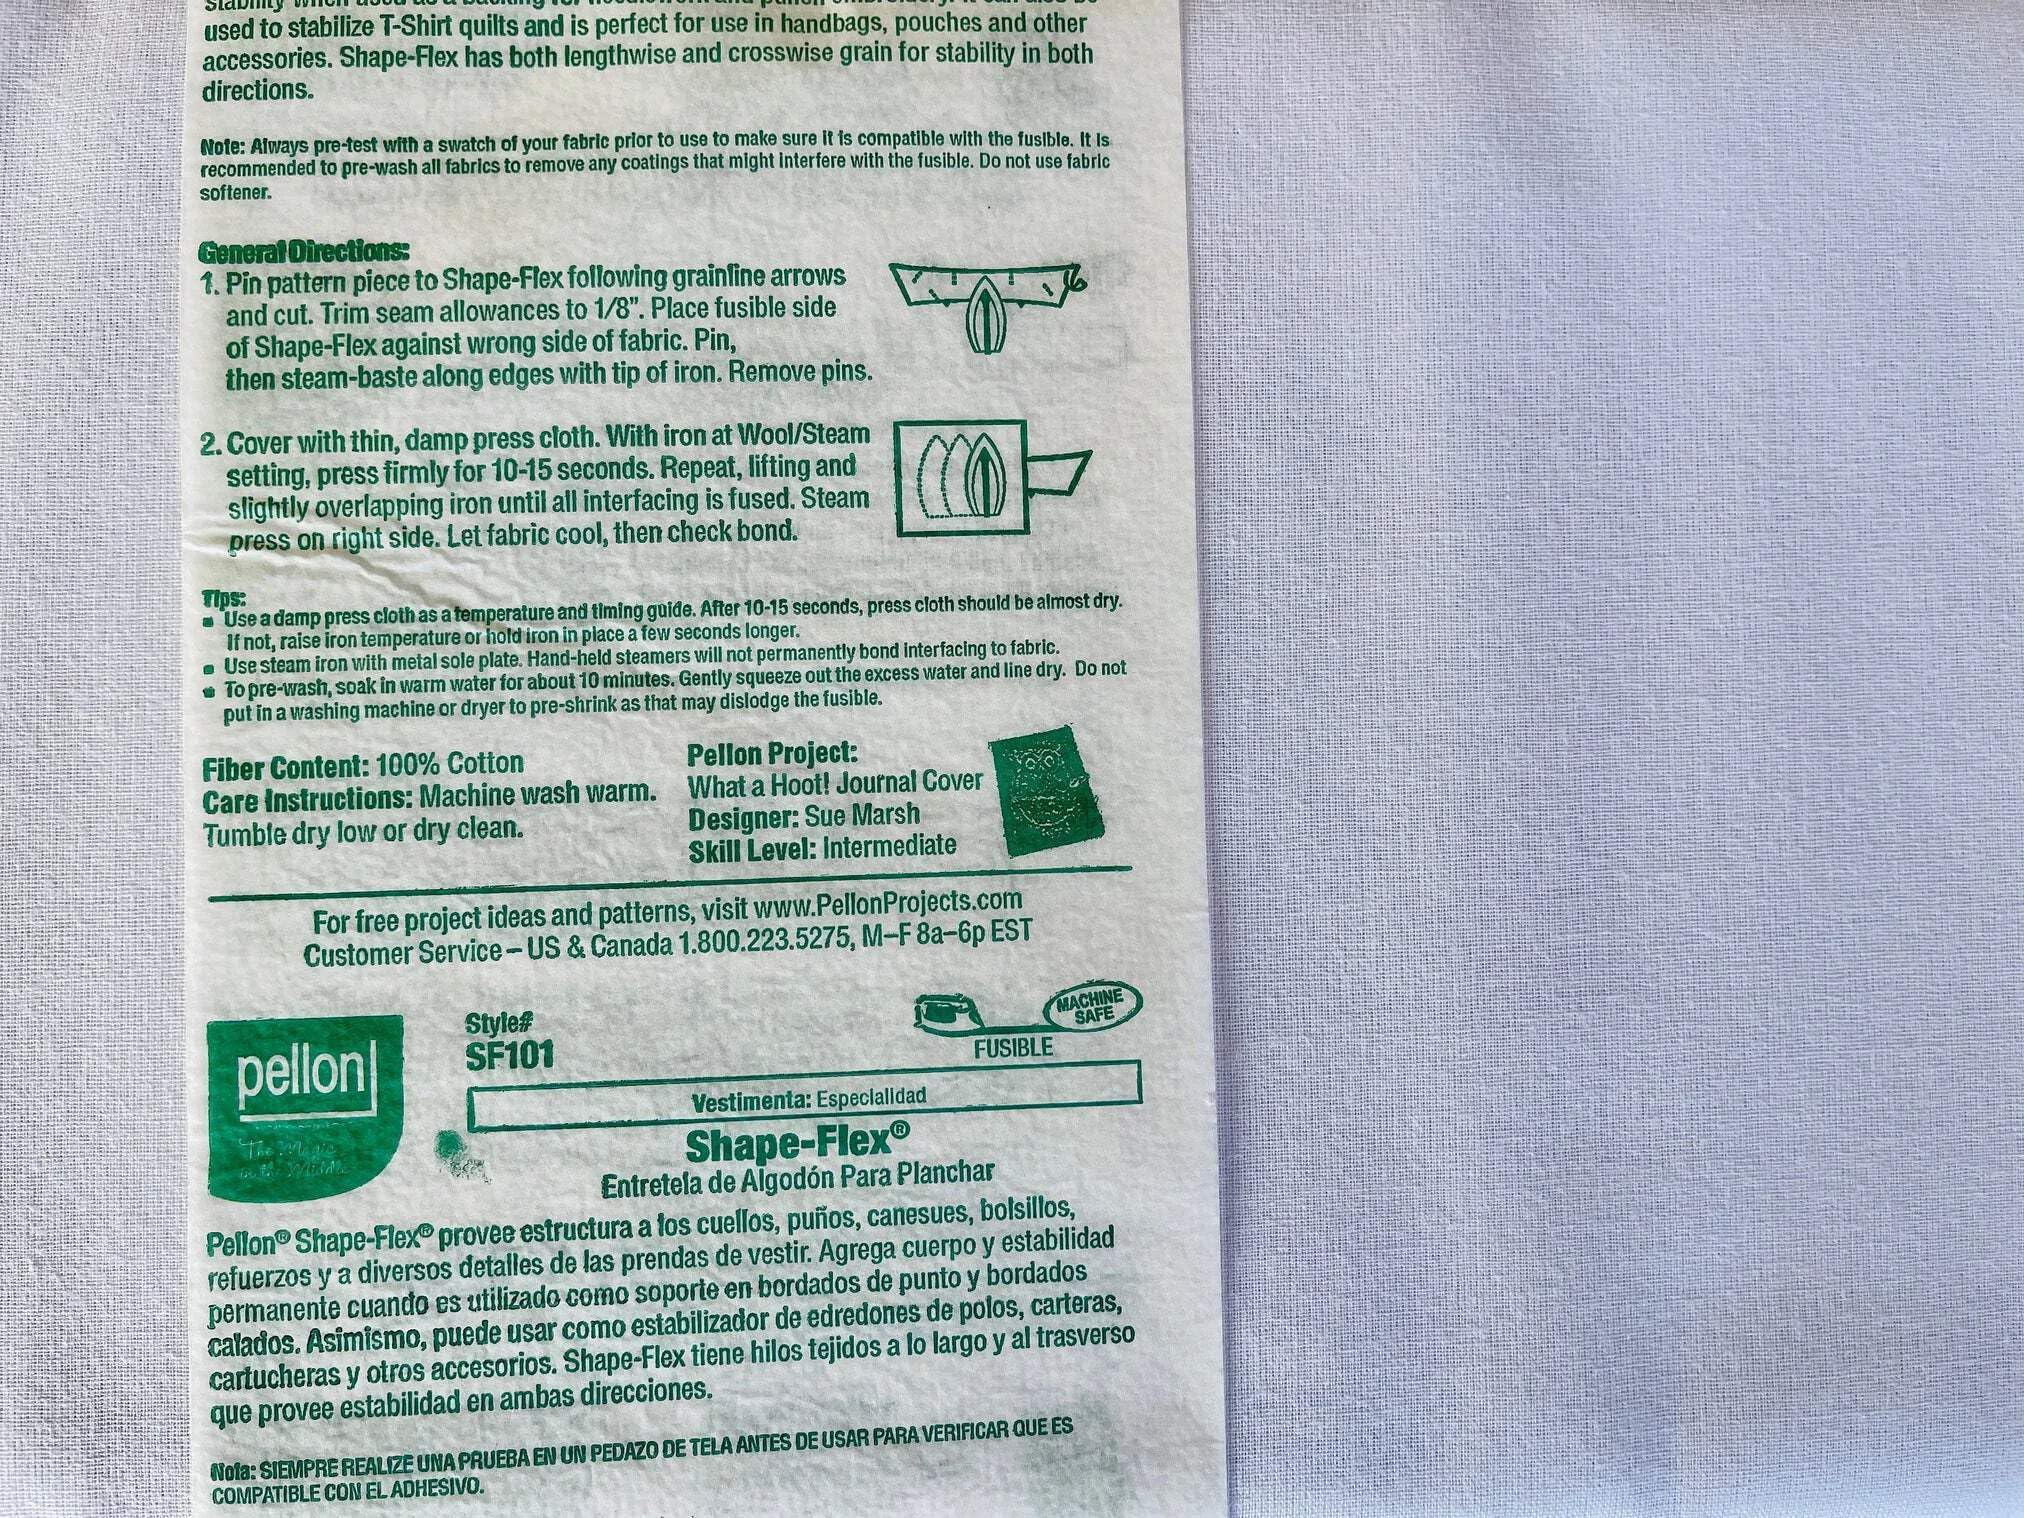 used to stabilize T-Shirt quilts and is perfect for use in handbags, pouches and other
accessories. Shape-Flex has both lengthwise and crosswise grain for stability in both
directions.
Note: Always pre-test with a swatch of your fabric prior to use to make sure it is compatible with the fusible. It is
recommended to pre-wash all fabrics to remove any coatings that might interfere with the fusible. Do not use fabric
softener.
General Directions:
1. Pin pattern piece to Shape-Flex following grainline arrows
and cut. Trim seam allowances to 1/8". Place fusible side
of Shape-Flex against wrong side of fabric. Pin,
then steam-baste along edges with tip of iron. Remove pins.
2. Cover with thin, damp press cloth. With iron at Wool/Steam
setting, press firmly for 10-15 seconds. Repeat, lifting and
slightly overlapping iron until all interfacing is fused. Steam
press on right side. Let fabric cool, then check bond.
Tips:
▪ Use a damp press cloth as a temperature and timing guide. After 10-15 seconds, press cloth should be almost dry.
If not, raise iron temperature or hold iron in place a few seconds longer.
▪ Use steam iron with metal sole plate. Hand-held steamers will not permanently bond interfacing to fabric.
▪ To pre-wash, soak in warm water for about 10 minutes. Gently squeeze out the excess water and line dry. Do not
put in a washing machine or dryer to pre-shrink as that may dislodge the fusible.
Fiber Content: 100% Cotton
Care Instructions: Machine wash warm.
Tumble dry low or dry clean.
Pellon Project:
What a Hoot! Journal Cover
Designer: Sue Marsh
Skill Level: Intermediate
For free project ideas and patterns, visit www.PellonProjects.com
Customer Service – US & Canada 1.800.223.5275, M–F 8a–6p EST
pellon
Style#
SF101
MACHINE
SAFE
FUSIBLE
Vestimenta: Especialidad
Shape-Flex®
Entretela de Algodón Para Planchar
Pellon® Shape-Flex® provee estructura a los cuellos, puños, canesues, bolsillos,
refuerzos y a diversos detalles de las prendas de vestir. Agrega cuerpo y estabilidad
permanente cuando es utilizado como soporte en bordados de punto y bordados
calados. Asimismo, puede usar como estabilizador de edredones de polos, carteras,
cartucheras y otros accesorios. Shape-Flex tiene hilos tejidos a lo largo y al trasverso
que provee estabilidad en ambas direcciones.
Nota: SIEMPRE REALIZE UNA PRUEBA EN UN PEDAZO DE TELA ANTES DE USAR PARA VERIFICAR QUE ES
COMPATIBLE CON EL ADHESIVO.